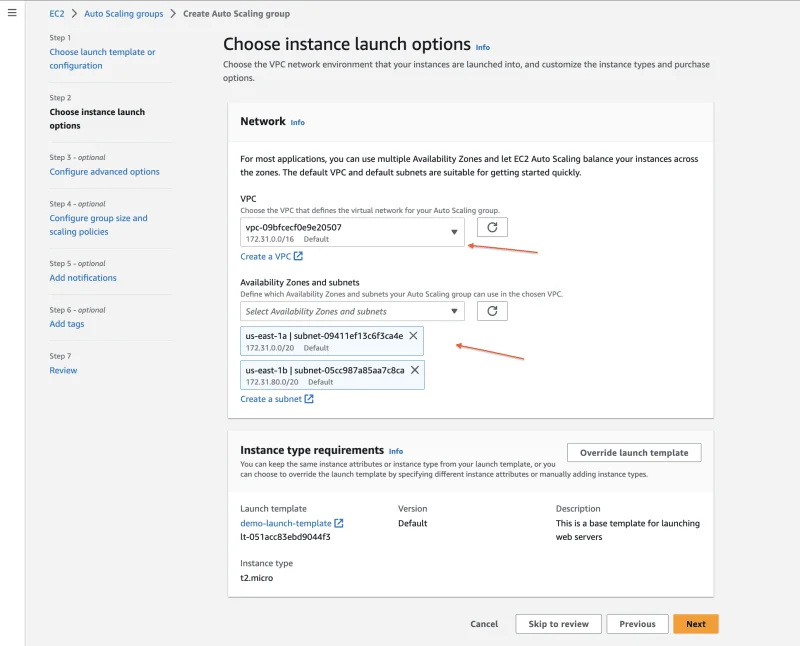 EC2 > Auto Scaling groups > Create Auto Scaling group
Step 1
Choose launch template or
configuration
Step 2
Choose instance launch
options
Step 3 - optional
Configure advanced options
Step 4 - optional
Configure group size and
scaling policies
Step 5 - optional
Add notifications
Step 6 - optional
Add tags
Step 7
Review
Choose instance launch options Info
Choose the VPC network environment that your instances are launched into, and customize the instance types and purchase
options.
Network Info
For most applications, you can use multiple Availability Zones and let EC2 Auto Scaling balance your instances across
the zones. The default VPC and default subnets are suitable for getting started quickly.
VPC
Choose the VPC that defines the virtual network for your Auto Scaling group.
vpc-09bfcecf0e9e20507
172.31.0.0/16 Default
Create a VPC
Availability Zones and subnets
Define which Availability Zones and subnets your Auto Scaling group can use in the chosen VPC.
Select Availability Zones and subnets
us-east-1a | subnet-09411ef13c6f3ca4e
172.31.0.0/20 Default
us-east-1b | subnet-05cc987a85aa7c8ca
172.31.80.0/20 Default
Create a subnet
Instance type requirements Info
Override launch template
You can keep the same instance attributes or instance type from your launch template, or you
can choose to override the launch template by specifying different instance attributes or manually adding instance types.
Launch template
demo-launch-template
lt-051acc83ebd9044f3
Version
Default
Description
This is a base template for launching
web servers
Instance type
t2.micro
Cancel
Skip to review
Previous
Next